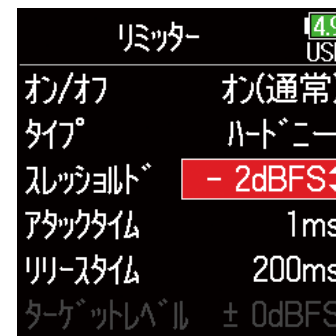 リミッター
4.9
USB
オン/オフ オン(通常)
タイプ ハードニー
スレッショルド - 2dBFS
アタックタイム 1ms
リリースタイム 200ms
ターゲットレベル ± 0dBFS